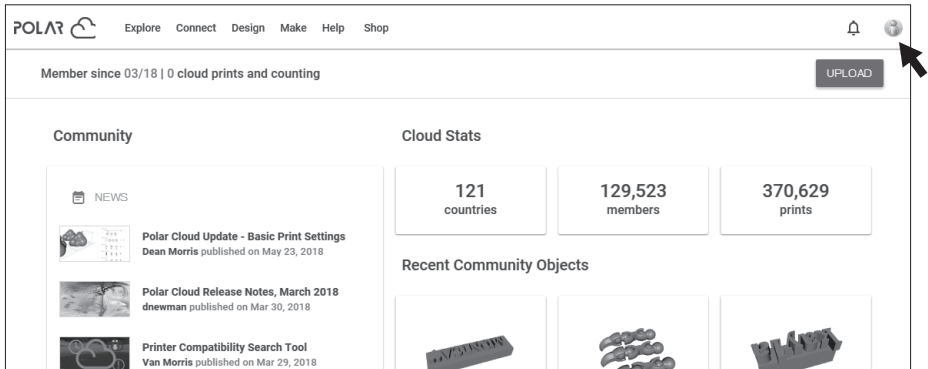 POLAR
Explore Connect Design Make Help Shop
Member since 03/18 | 0 cloud prints and counting
UPLOAD
Community
NEWS
Polar Cloud Update - Basic Print Settings
Dean Morris published on May 23, 2018
Polar Cloud Release Notes, March 2018
dnewman published on Mar 30, 2018
Printer Compatibility Search Tool
Van Morris published on Mar 29, 2018
Cloud Stats
121
countries
129,523
members
370,629
prints
Recent Community Objects